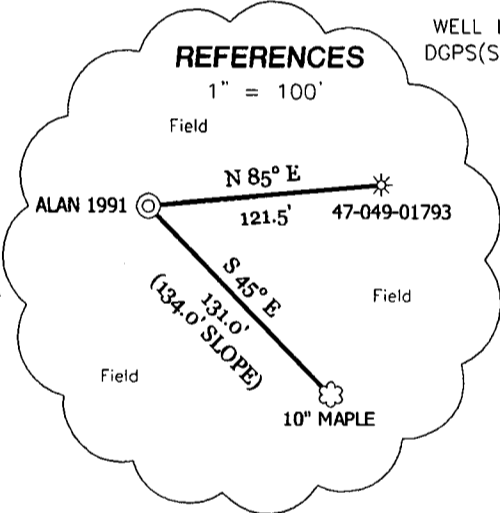 WELL
DGPS(S
REFERENCES
1" = 100'
Field
N 85° E
ALAN 1991
121.5'
47-049-01793
S 45° E
131.0'
(134.0' SLOPE)
Field
Field
10" MAPLE